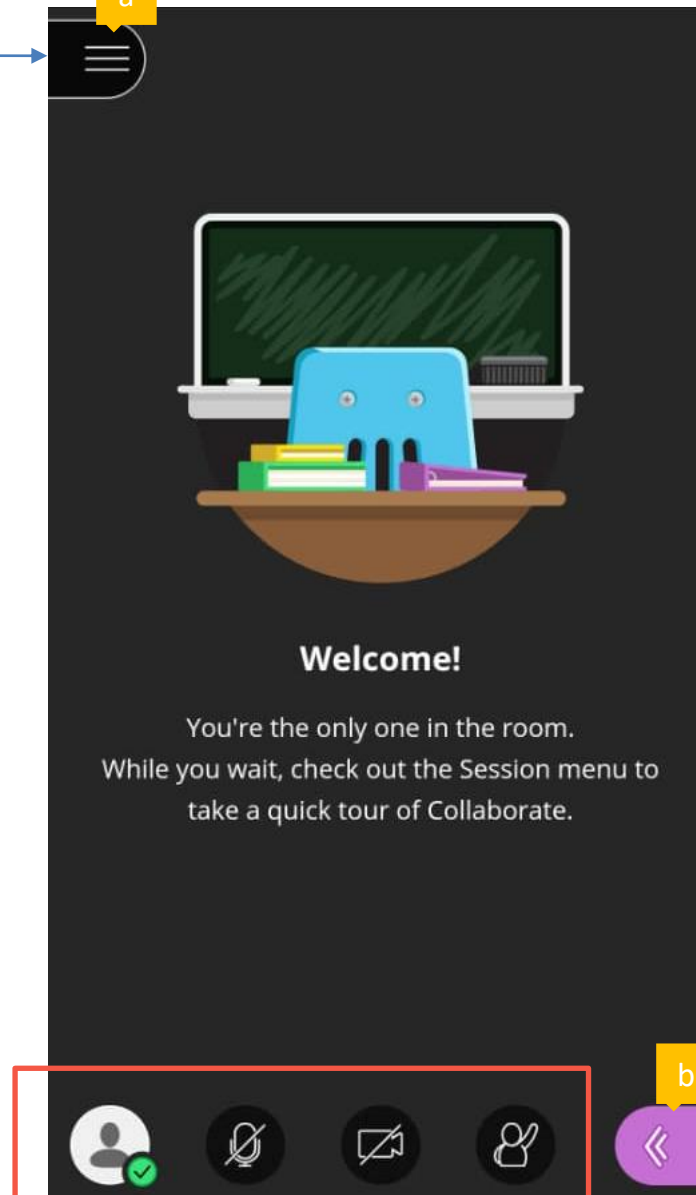 a
Welcome!
You're the only one in the room.
While you wait, check out the Session menu to
take a quick tour of Collaborate.
b